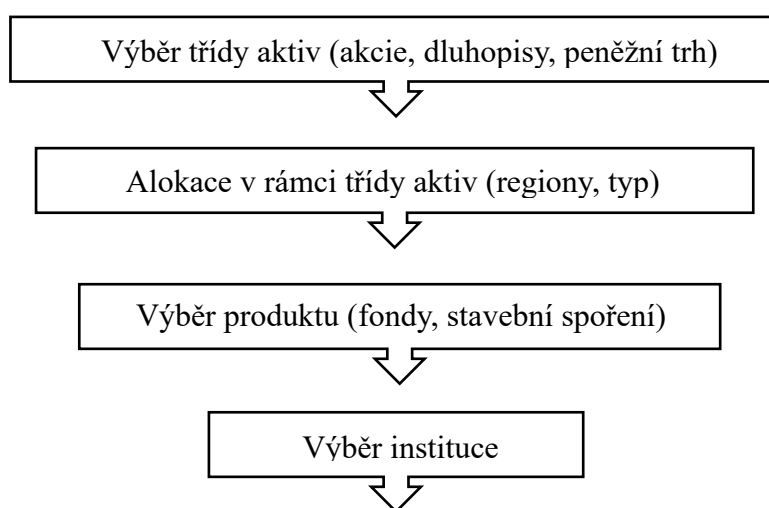 Výběr třídy aktiv (akcie, dluhopisy, peněžní trh)
Alokace v rámci třídy aktiv (regiony, typ)
Výběr produktu (fondy, stavební spoření)
Výběr instituce